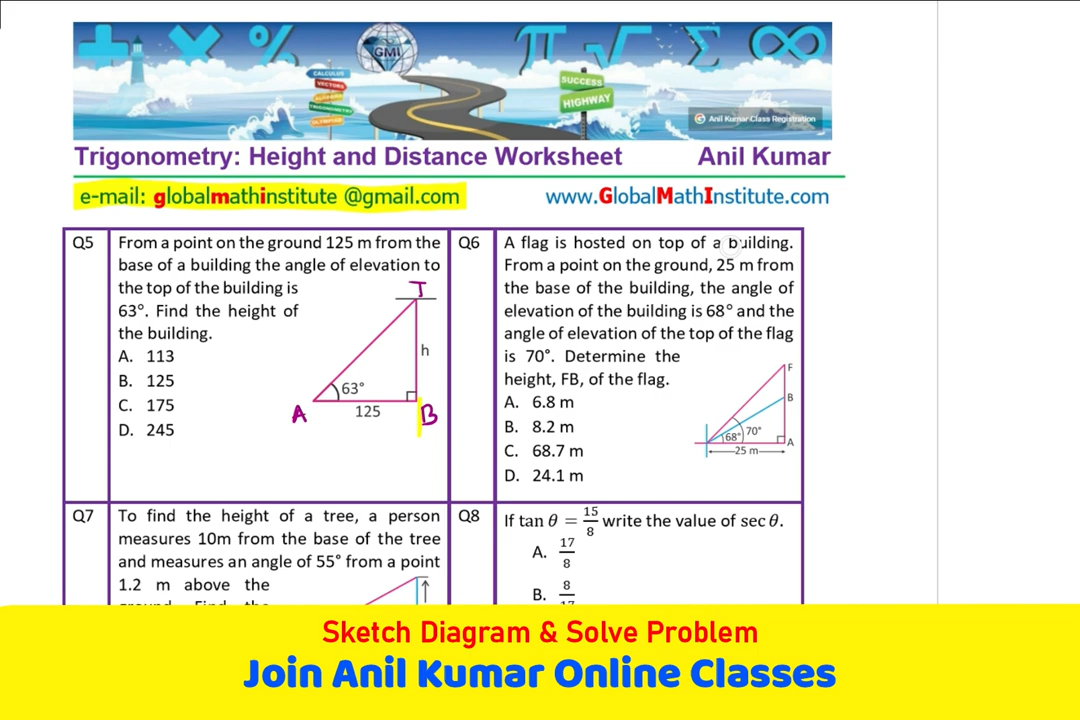 GMI
CALCULUS
VECTORS
TRIGONOMETRY
SUCCESS
HIGHWAY
Anil Kumar Class Registration
Trigonometry: Height and Distance Worksheet Anil Kumar
e-mail: globalmathinstitute @gmail.com www.GlobalMathInstitute.com
Q5
From a point on the ground 125 m from the
base of a building the angle of elevation to
the top of the building is
63°. Find the height of
the building.
A. 113
B. 125
C. 175
D. 245
T
h
63°
A
125
B
Q6
A flag is hosted on top of a building.
From a point on the ground, 25 m from
the base of the building, the angle of
elevation of the building is 68° and the
angle of elevation of the top of the flag
is 70°. Determine the
height, FB, of the flag.
A. 6.8 m
B. 8.2 m
C. 68.7 m
D. 24.1 m
F
B
68° 70°
A
25 m
Q7
To find the height of a tree, a person
measures 10m from the base of the tree
and measures an angle of 55° from a point
1.2 m above the
ground. Find the
Q8
If tan θ = 15/8 write the value of sec θ.
A. 17/8
B. 8/17
Sketch Diagram & Solve Problem
Join Anil Kumar Online Classes